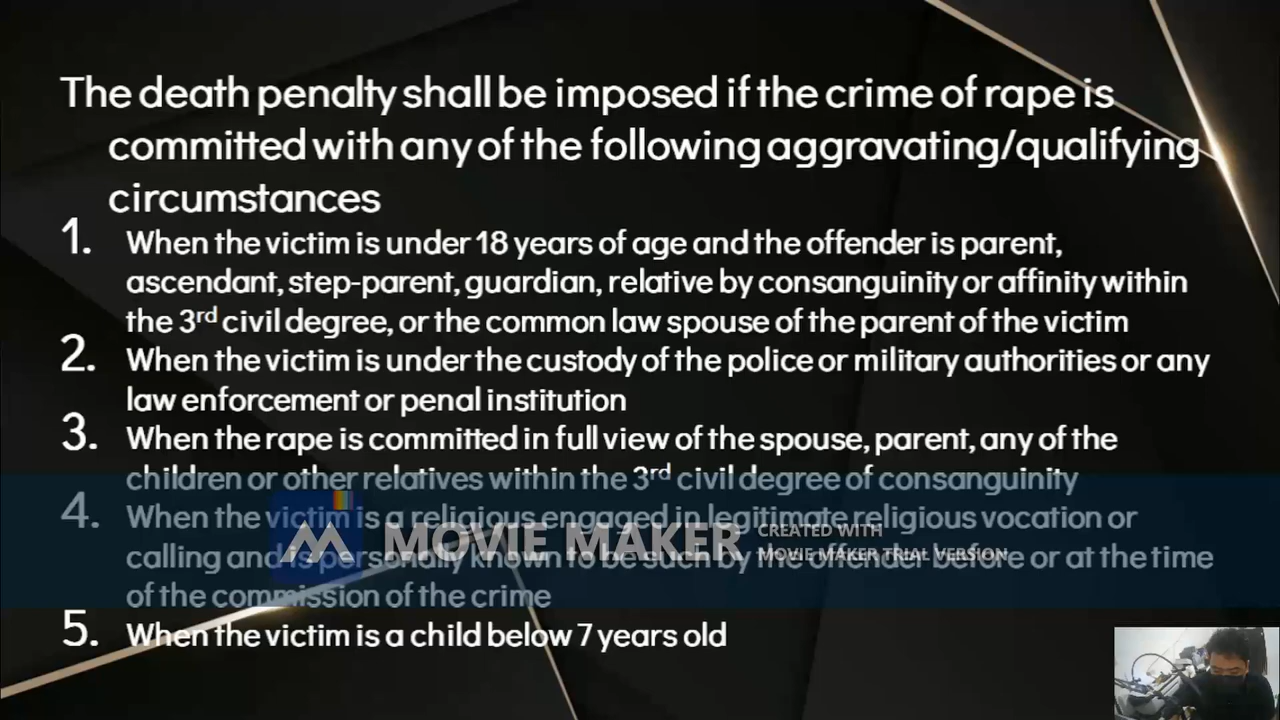 The death penalty shall be imposed if the crime of rape is
committed with any of the following aggravating/qualifying
circumstances
1. When the victim is under 18 years of age and the offender is parent,
ascendant, step-parent, guardian, relative by consanguinity or affinity within
the 3rd civil degree, or the common law spouse of the parent of the victim
2. When the victim is under the custody of the police or military authorities or any
law enforcement or penal institution
3. When the rape is committed in full view of the spouse, parent, any of the
children or other relatives within the 3rd civil degree of consanguinity
4. When the victim is a religious engaged in legitimate religious vocation or
calling and is personally known to be such by the offender before or at the time
of the commission of the crime
5. When the victim is a child below 7 years old
MOVIE MAKER
CREATED WITH
MOVIE MAKER TRIAL VERSION